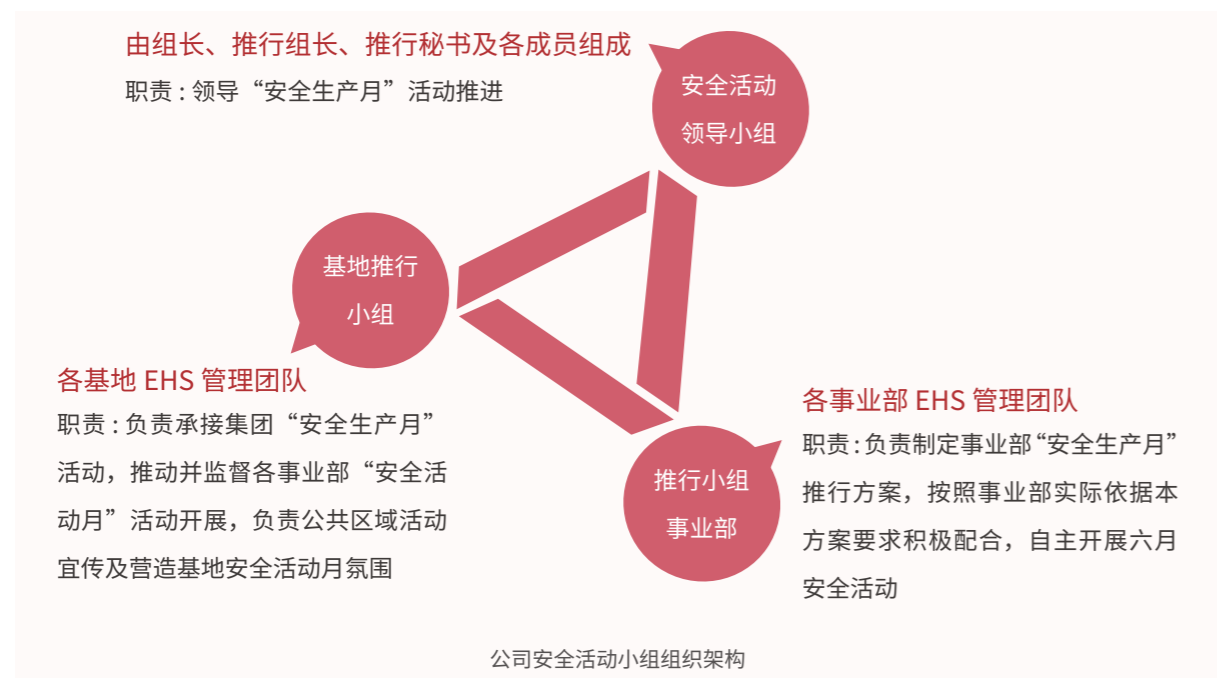 由组长、推行组长、推行秘书及各成员组成
职责：领导“安全生产月”活动推进
安全活动
领导小组
基地推行
小组
各基地 EHS 管理团队
职责：负责承接集团“安全生产月”
活动，推动并监督各事业部“安全活
动月”活动开展，负责公共区域活动
宣传及营造基地安全活动月氛围
推行小组
事业部
各事业部 EHS 管理团队
职责：负责制定事业部“安全生产月”
推行方案，按照事业部实际依据本
方案要求积极配合，自主开展六月
安全活动
公司安全活动小组组织架构